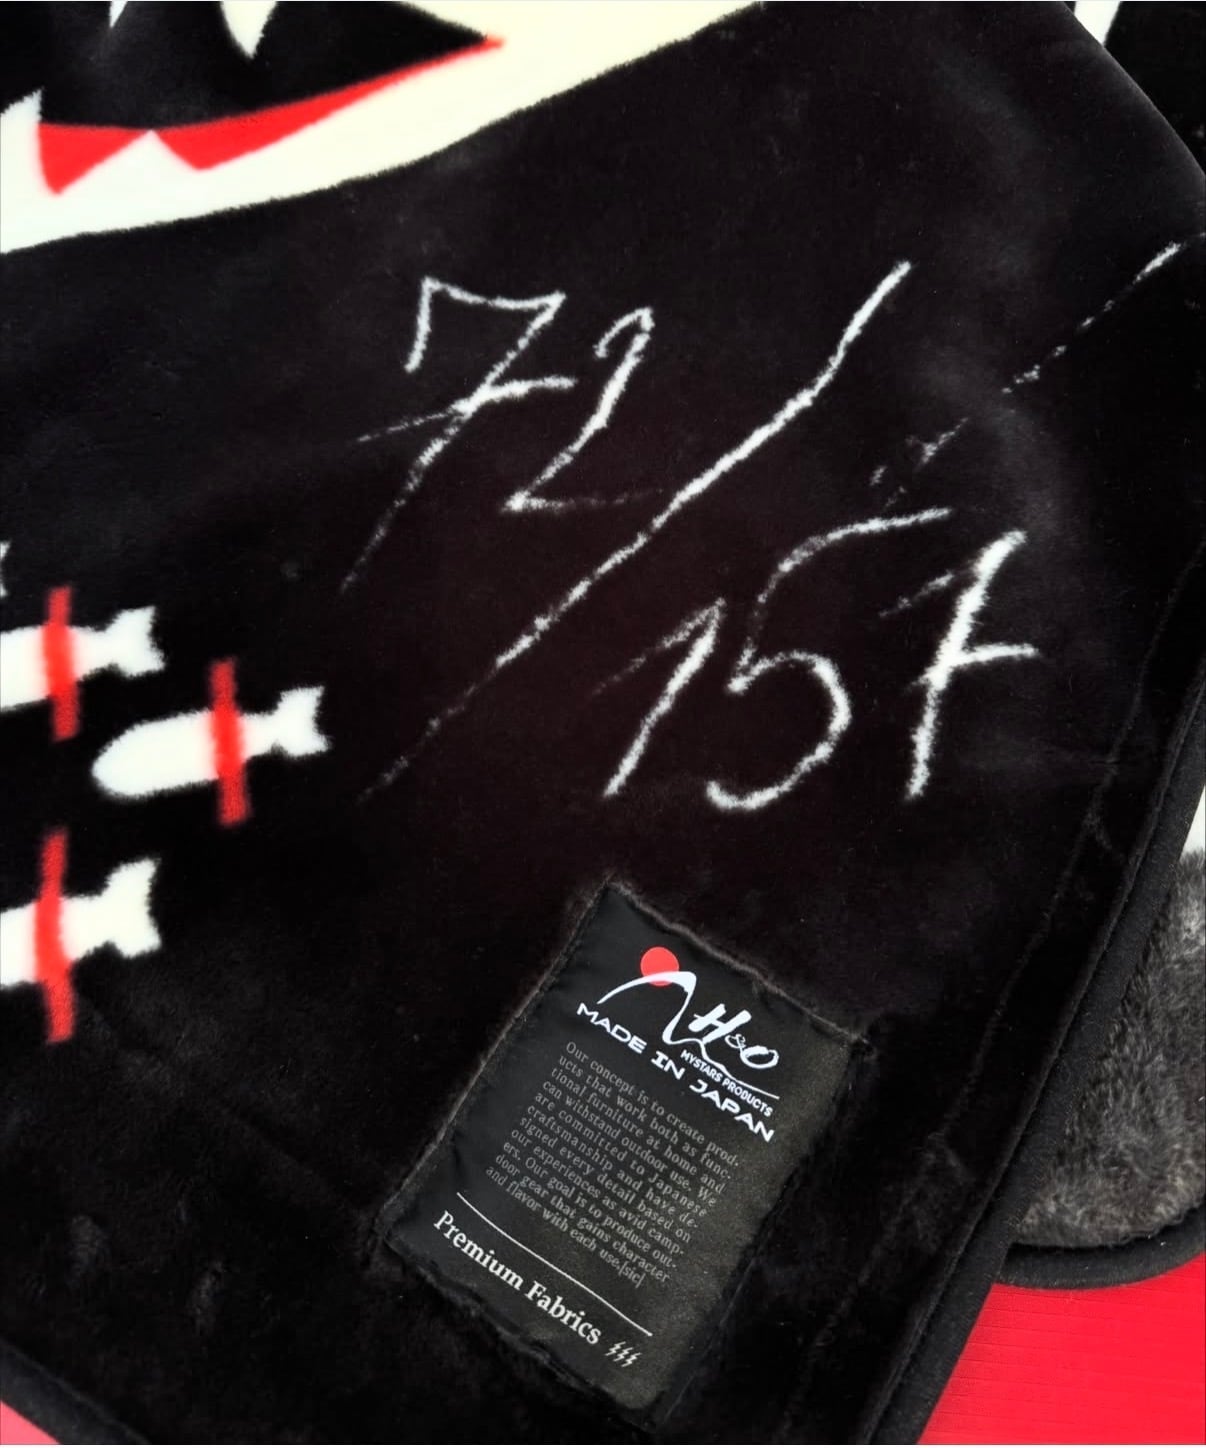 72/157
H&O
MYSTARS PRODUCTS
MADE IN JAPAN
Our concept is to create prod-
ucts that work both as func-
tional furniture at home and
can withstand outdoor use. We
are committed to Japanese
craftsmanship and have de-
signed every detail based on
our experiences as avid camp-
ers. Our goal is to produce out-
door gear that gains character
and flavor with each use.[sic]
Premium Fabrics